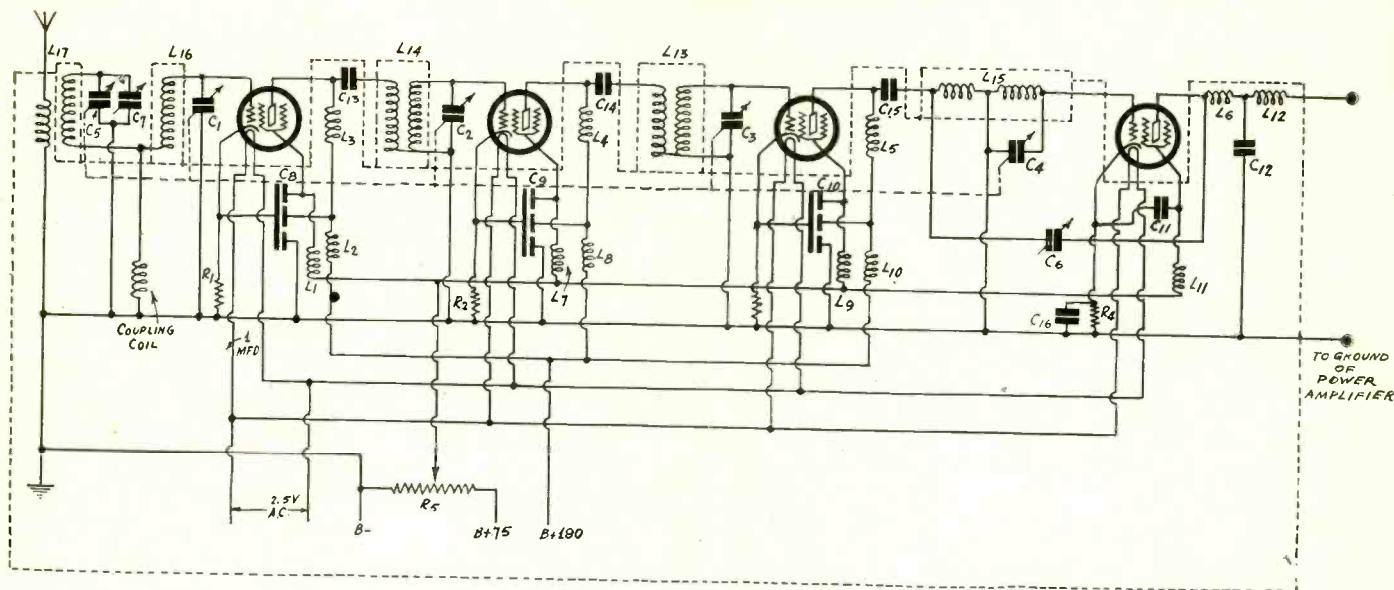 L17
L16
L14
L13
L15
C5
C7
C1
C13
L3
C2
C14
L4
C3
C15
L5
C4
L6
L12
C12
C8
C9
C10
C11
C6
R1
L2
L1
R2
L7
L8
L9
L10
L11
C16
R4
COUPLING
COIL
1
MFD
TO GROUND
OF
POWER
AMPLIFIER
2.5V
A.C.
B-
R5
B+75
B+180